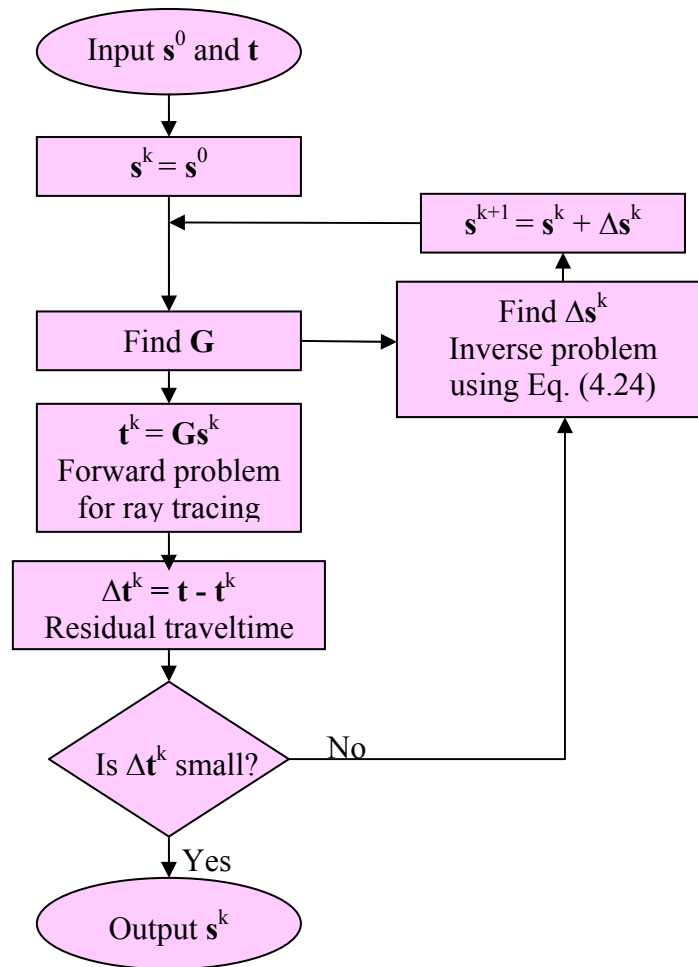 Input s⁰ and t
sᵏ = s⁰
sᵏ⁺¹ = sᵏ + Δsᵏ
Find G
Find Δsᵏ
Inverse problem
using Eq. (4.24)
tᵏ = Gsᵏ
Forward problem
for ray tracing
Δtᵏ = t - tᵏ
Residual traveltime
Is Δtᵏ small?
No
Yes
Output sᵏ